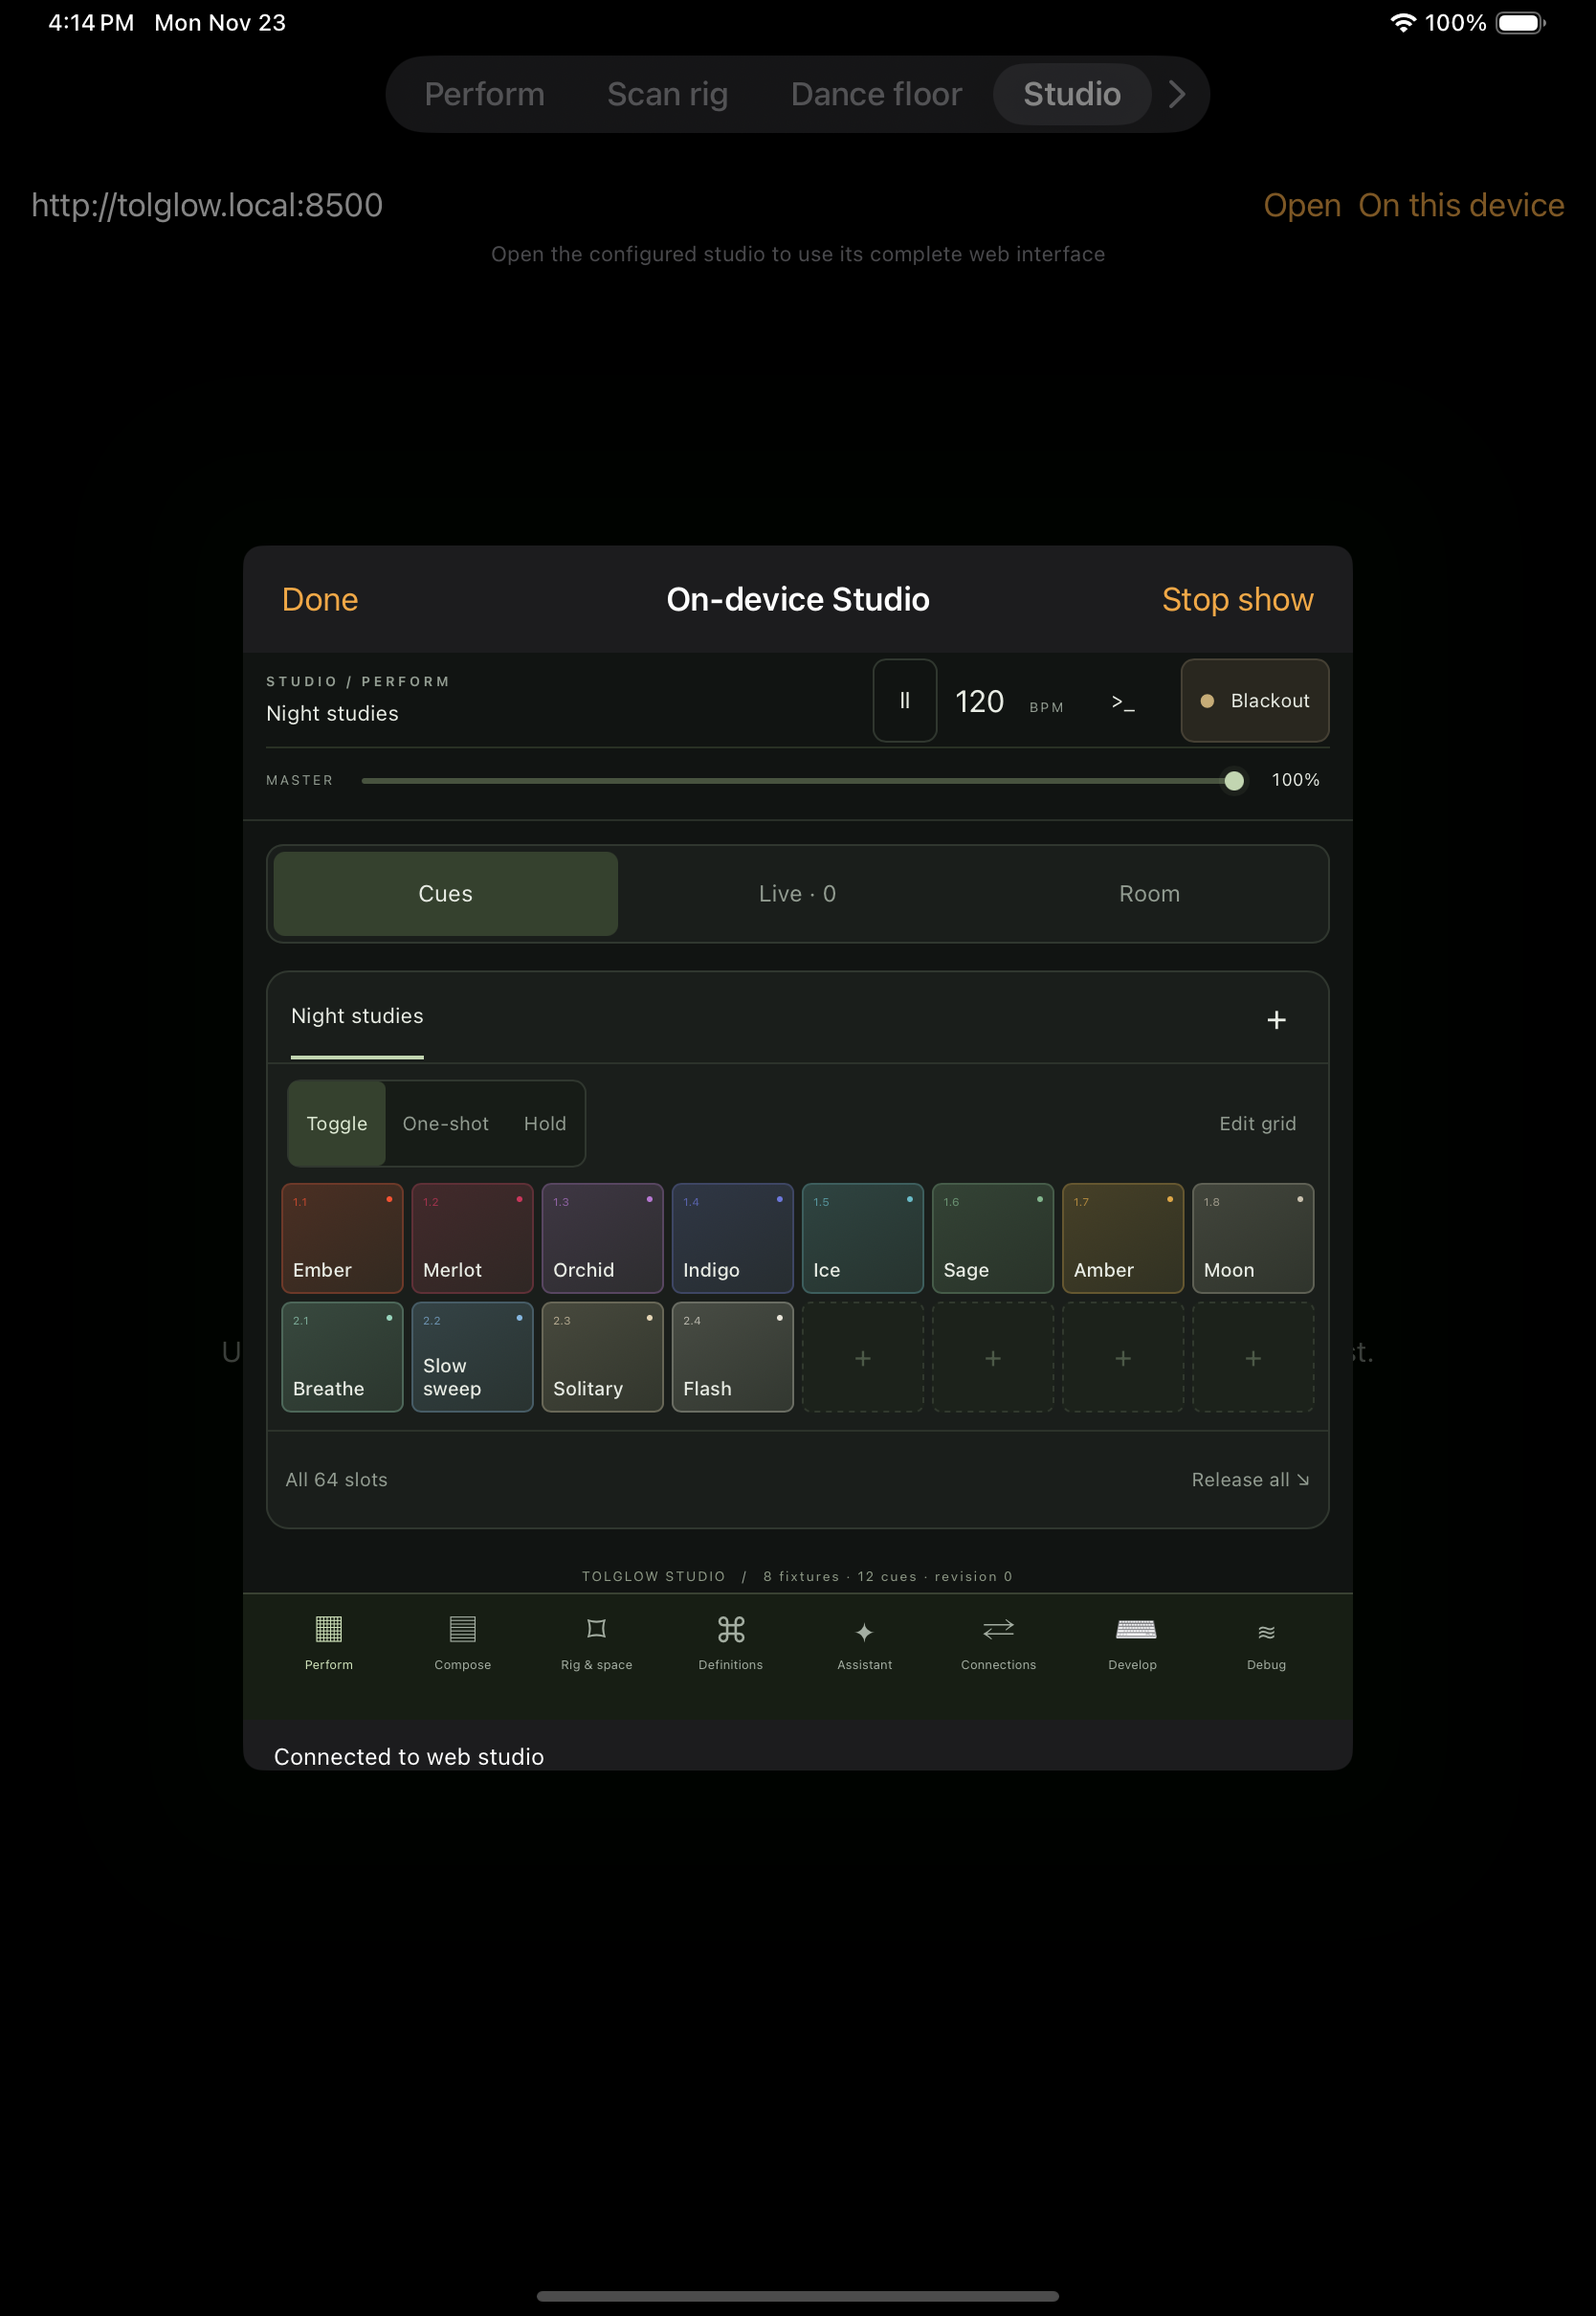 4:14 PM Mon Nov 23
100%
Perform Scan rig Dance floor Studio
http://tolglow.local:8500
Open On this device
Open the configured studio to use its complete web interface
Done On-device Studio Stop show
STUDIO / PERFORM
Night studies
120 BPM >_ Blackout
MASTER 100%
Cues Live · 0 Room
Night studies +
Toggle One-shot Hold Edit grid
1.1 1.2 1.3 1.4 1.5 1.6 1.7 1.8
Ember Merlot Orchid Indigo Ice Sage Amber Moon
2.1 2.2 2.3 2.4
Breathe Slow sweep Solitary Flash + + + +
All 64 slots Release all ↘
TOLGLOW STUDIO / 8 fixtures · 12 cues · revision 0
Perform Compose Rig & space Definitions Assistant Connections Develop Debug
Connected to web studio